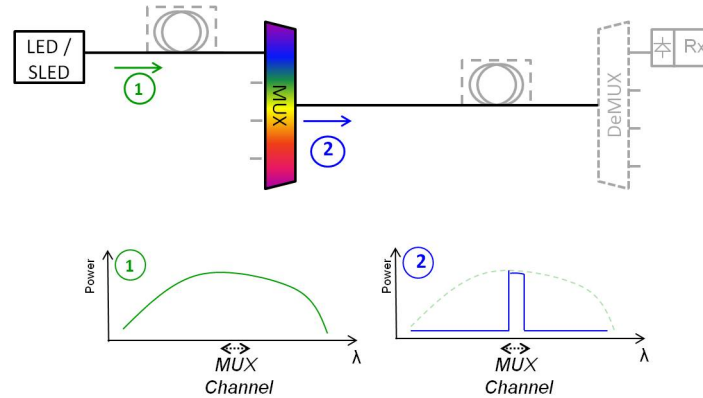 LED /
SLED
1
MUX
2
DeMUX
Rx
1
Power
λ
MUX
Channel
2
Power
λ
MUX
Channel